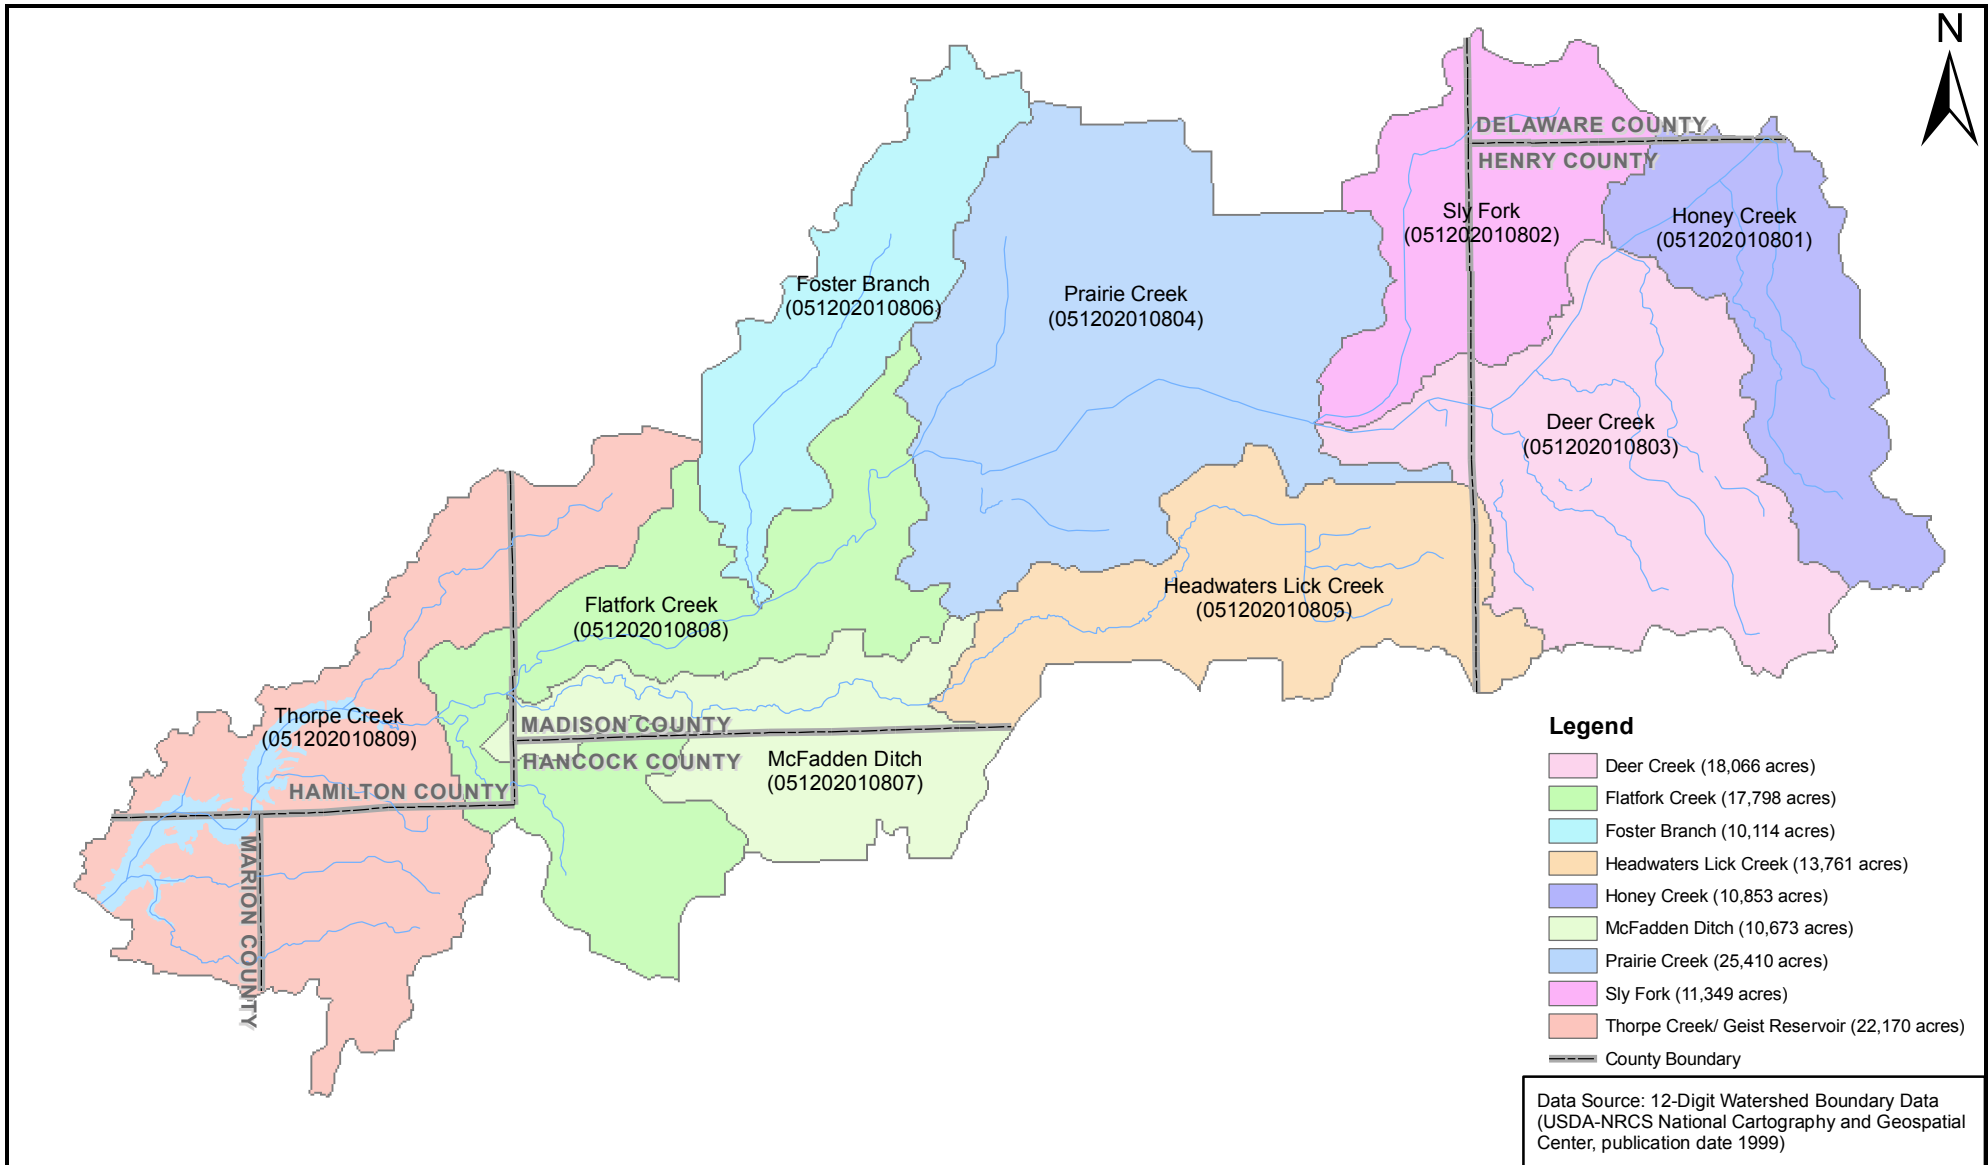 N
DELAWARE COUNTY
HENRY COUNTY
Sly Fork
(051202010802)
Honey Creek
(051202010801)
Foster Branch
(051202010806)
Prairie Creek
(051202010804)
Deer Creek
(051202010803)
Headwaters Lick Creek
(051202010805)
Flatfork Creek
(051202010808)
Thorpe Creek
(051202010809)
MADISON COUNTY
HANCOCK COUNTY
McFadden Ditch
(051202010807)
HAMILTON COUNTY
MARION COUNTY
Legend
Deer Creek (18,066 acres)
Flatfork Creek (17,798 acres)
Foster Branch (10,114 acres)
Headwaters Lick Creek (13,761 acres)
Honey Creek (10,853 acres)
McFadden Ditch (10,673 acres)
Prairie Creek (25,410 acres)
Sly Fork (11,349 acres)
Thorpe Creek/ Geist Reservoir (22,170 acres)
County Boundary
Data Source: 12-Digit Watershed Boundary Data
(USDA-NRCS National Cartography and Geospatial
Center, publication date 1999)